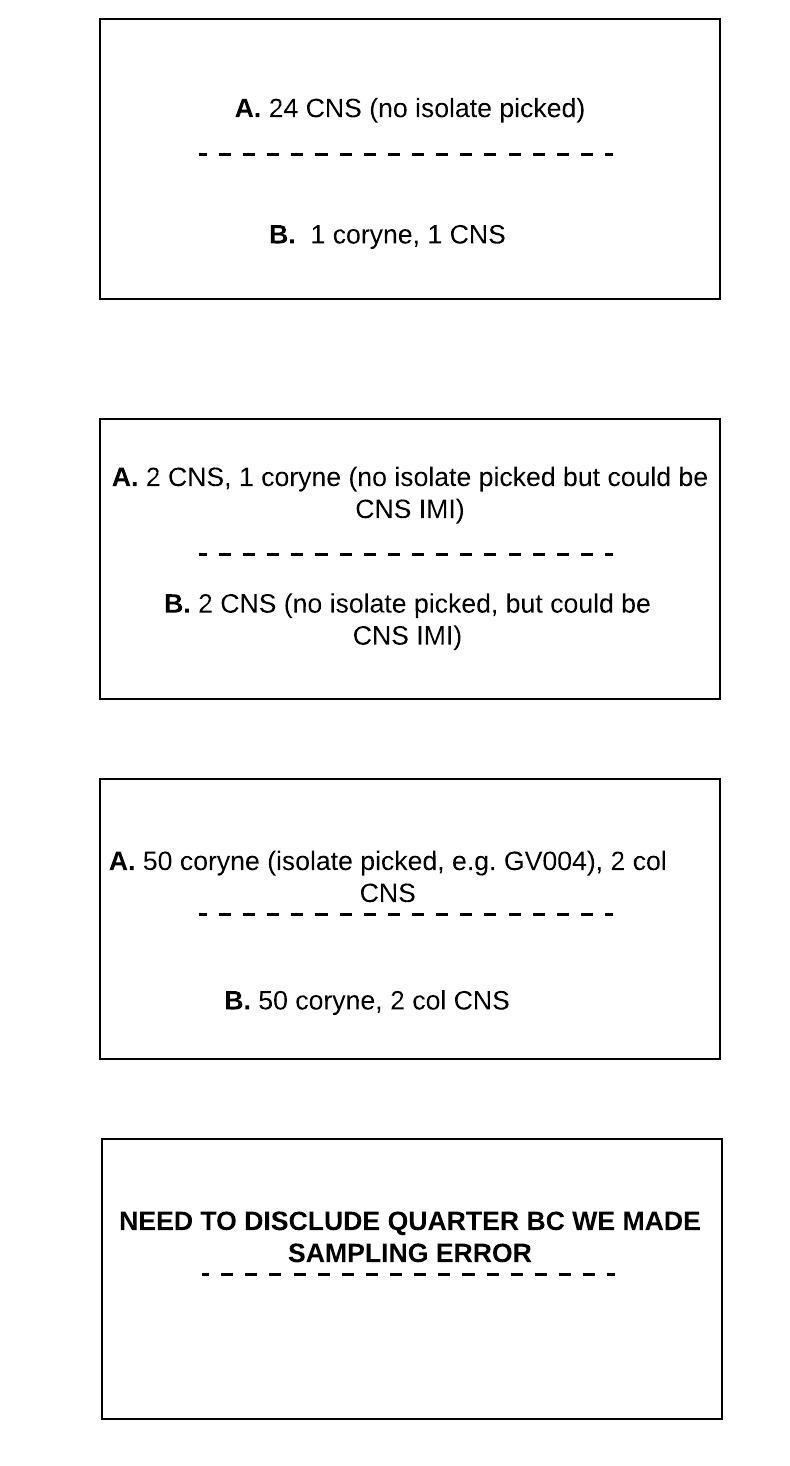 A. 24 CNS (no isolate picked)
B. 1 coryne, 1 CNS
A. 2 CNS, 1 coryne (no isolate picked but could be
CNS IMI)
B. 2 CNS (no isolate picked, but could be
CNS IMI)
A. 50 coryne (isolate picked, e.g. GV004), 2 col
CNS
B. 50 coryne, 2 col CNS
NEED TO DISCLUDE QUARTER BC WE MADE
SAMPLING ERROR